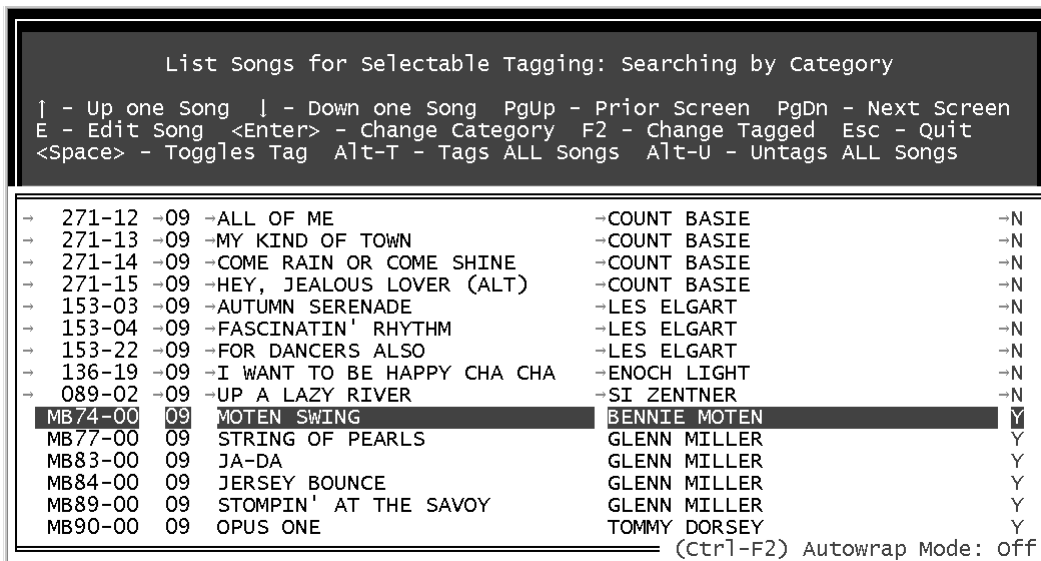 List Songs for Selectable Tagging: Searching by Category
↑ – Up one Song ↓ – Down one Song PgUp – Prior Screen PgDn – Next Screen
E – Edit Song <Enter> – Change Category F2 – Change Tagged Esc – Quit
<Space> – Toggles Tag Alt–T – Tags ALL Songs Alt–U – Untags ALL Songs
→ 271–12 →09 →ALL OF ME →COUNT BASIE →N
→ 271–13 →09 →MY KIND OF TOWN →COUNT BASIE →N
→ 271–14 →09 →COME RAIN OR COME SHINE →COUNT BASIE →N
→ 271–15 →09 →HEY, JEALOUS LOVER (ALT) →COUNT BASIE →N
→ 153–03 →09 →AUTUMN SERENADE →LES ELGART →N
→ 153–04 →09 →FASCINATIN' RHYTHM →LES ELGART →N
→ 153–22 →09 →FOR DANCERS ALSO →LES ELGART →N
→ 136–19 →09 →I WANT TO BE HAPPY CHA CHA →ENOCH LIGHT →N
→ 089–02 →09 →UP A LAZY RIVER →SI ZENTNER →N
MB74–00 09 MOTEN SWING BENNIE MOTEN Y
MB77–00 09 STRING OF PEARLS GLENN MILLER Y
MB83–00 09 JA–DA GLENN MILLER Y
MB84–00 09 JERSEY BOUNCE GLENN MILLER Y
MB89–00 09 STOMPIN' AT THE SAVOY GLENN MILLER Y
MB90–00 09 OPUS ONE TOMMY DORSEY Y
(Ctrl–F2) Autowrap Mode: Off